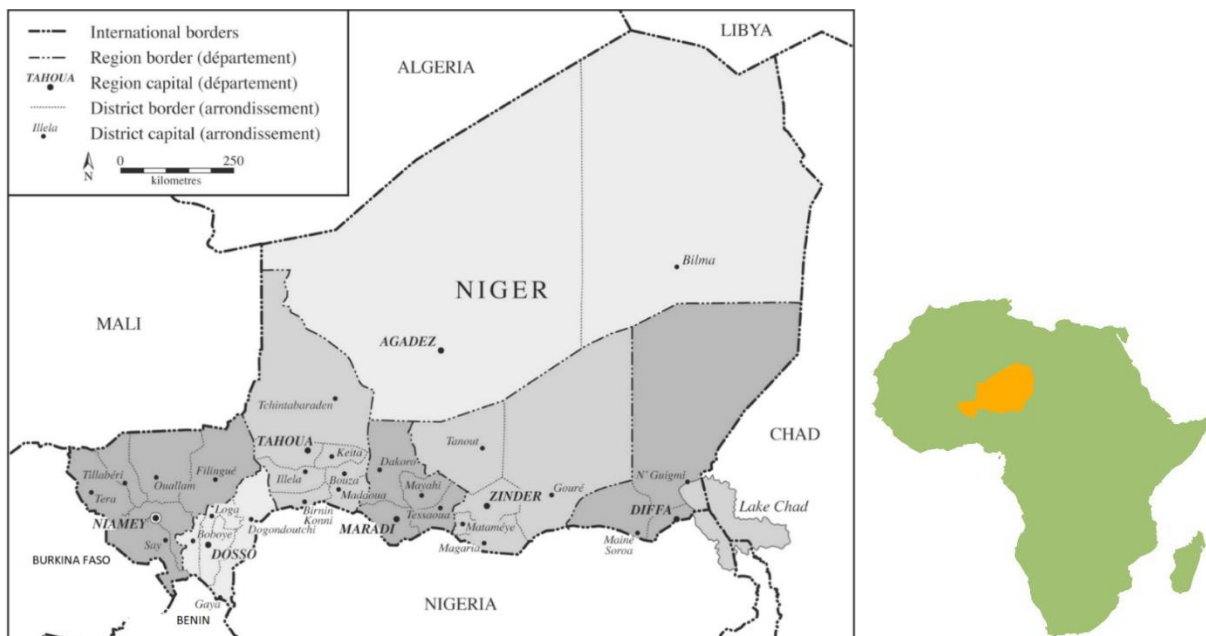 International borders
Region border (département)
TAHOUA
Region capital (département)
District border (arrondissement)
Illela
District capital (arrondissement)
N
0
250
kilometres
LIBYA
ALGERIA
Bilma
NIGER
MALI
AGADEZ
Tchintabaraden
CHAD
TAHOUA
Keita
Tanout
Tillabéri
Ouallam
Filingué
Illela
Bouza
Dakoro
N'Guigmi
Tera
Madaoua
Mayahi
Gouré
ZINDER
Loga
Birnin
Konni
Tessaoua
Lake Chad
NIAMEY
Dogondoutchi
MARADI
Mataméye
DIFFA
Say
Boboye
DOSSO
Magaria
Mainé
Soroa
BURKINA FASO
Gaya
NIGERIA
BENIN